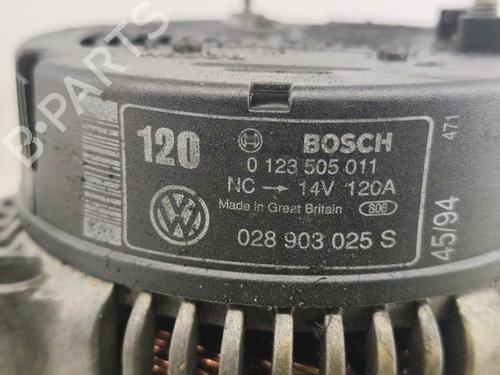 B-PARTS
120
BOSCH
0 123 505 011
NC → 14V 120A
Made in Great Britain 806
028 903 025 S
45/94
471